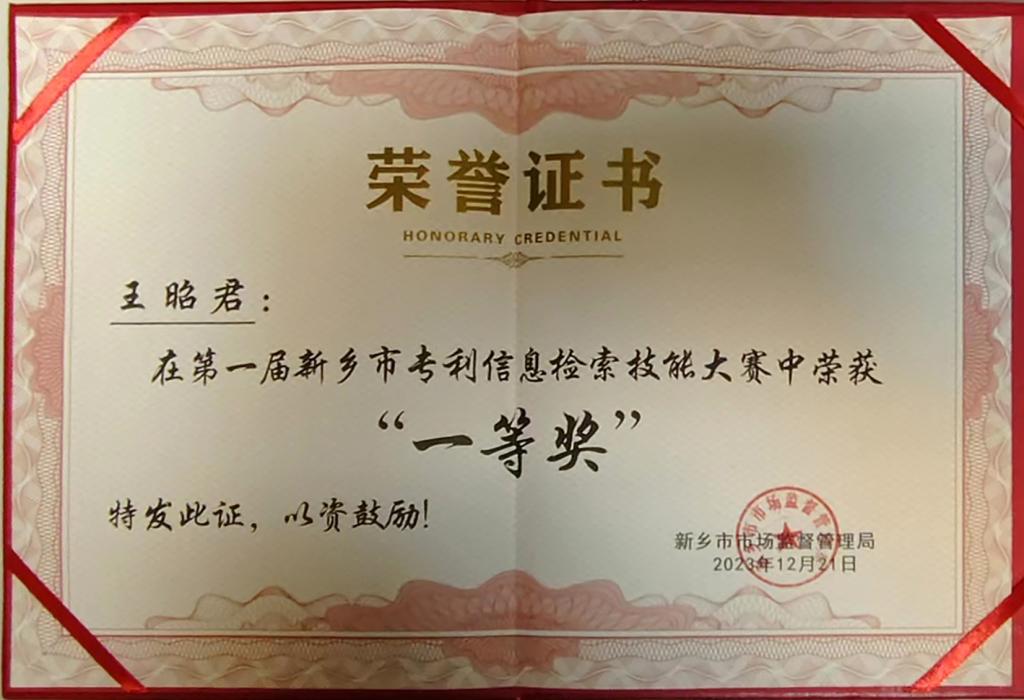 荣誉证书
HONORARY CREDENTIAL
王昭君：
在第一届新乡市专利信息检索技能大赛中荣获
“一等奖”
特发此证，以资鼓励！
新乡市市场监督管理局
2023年12月21日